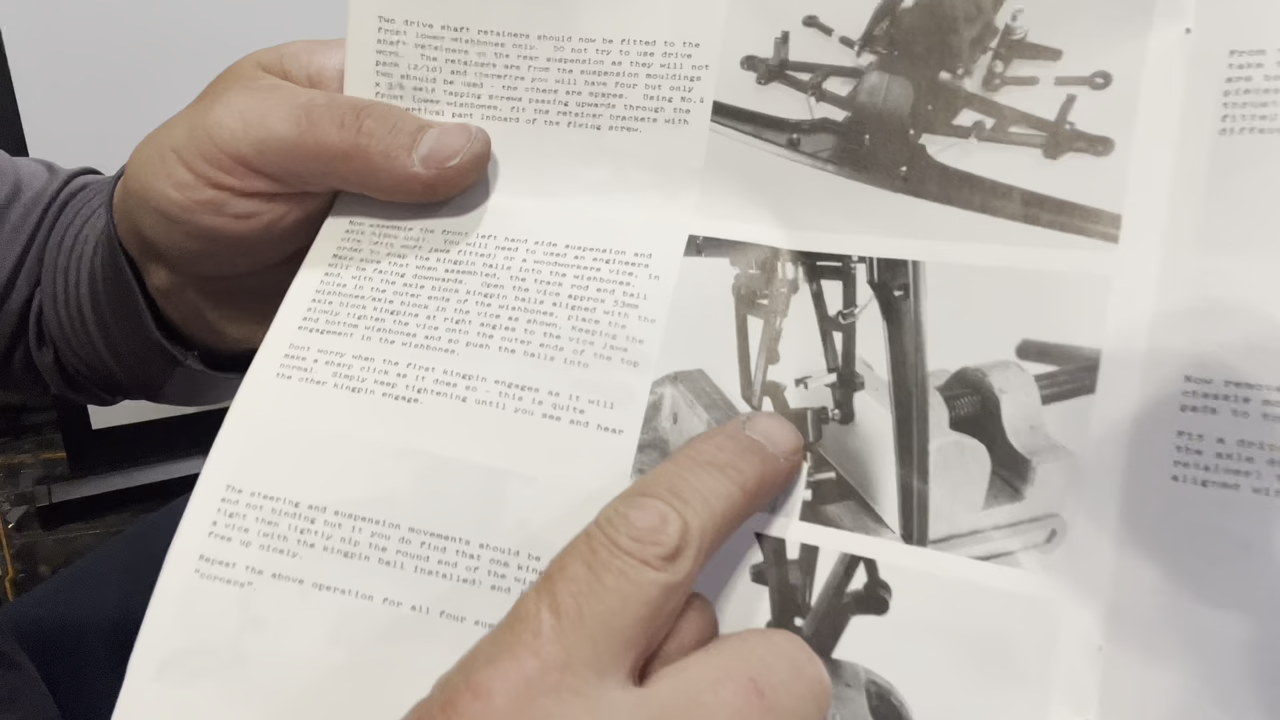 Two drive shaft retainers should now be fitted to the
front lower wishbones only. DO not try to use drive
shaft retainers on the rear suspension as they will not
work. The retainers are from the suspension mouldings
pack (2/10) and therefore you will have four but only
two should be used - the others are spares. Using No.4
x 3/8 self tapping screws passing upwards through the
front lower wishbones, fit the retainer brackets with
vertical part inboard of the fixing screw.
Now assemble the front left hand side suspension and
axle block unit. You will need to used an engineers
vice (with soft jaws fitted) or a woodworkers vice, in
order to snap the kingpin balls into the wishbones.
Make sure that when assembled, the track rod end ball
will be facing downwards. Open the vice approx 53mm
and, with the axle block kingpin balls aligned with the
holes in the outer ends of the wishbones, place the
wishbones/axle block in the vice as shown. Keeping the
axle block kingpins at right angles to the vice jaws
slowly tighten the vice onto the outer ends of the top
and bottom wishbones and so push the balls into
engagement in the wishbones.
Dont worry when the first kingpin engages as it will
make a sharp click as it does so - this is quite
normal. Simply keep tightening until you see and hear
the other kingpin engage.
The steering and suspension movements should be
and not binding but if you do find that one
tight then lightly nip the round end of the
a vice (with the kingpin ball installed) and
free up nicely.
Repeat the above operation for all four
"corners".
From
take
are
fitted
Now
chassis
Fit a
the axle
aligned